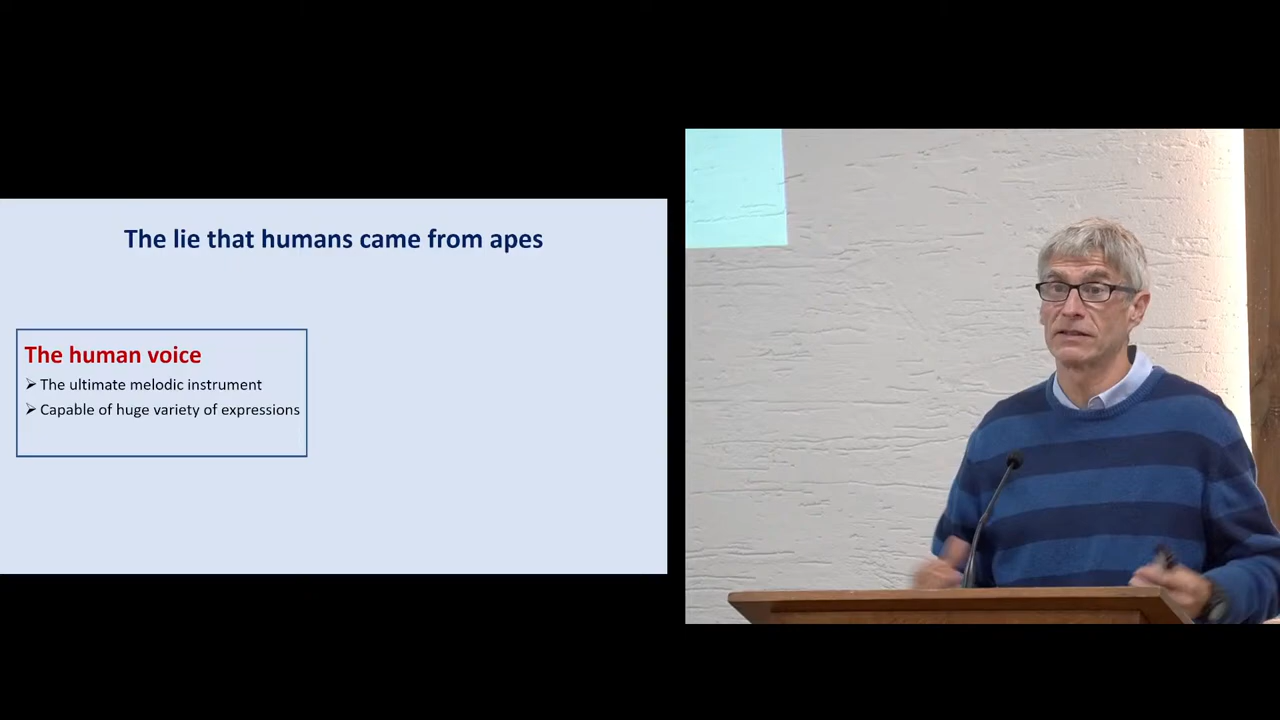 The lie that humans came from apes
The human voice
➢ The ultimate melodic instrument
➢ Capable of huge variety of expressions